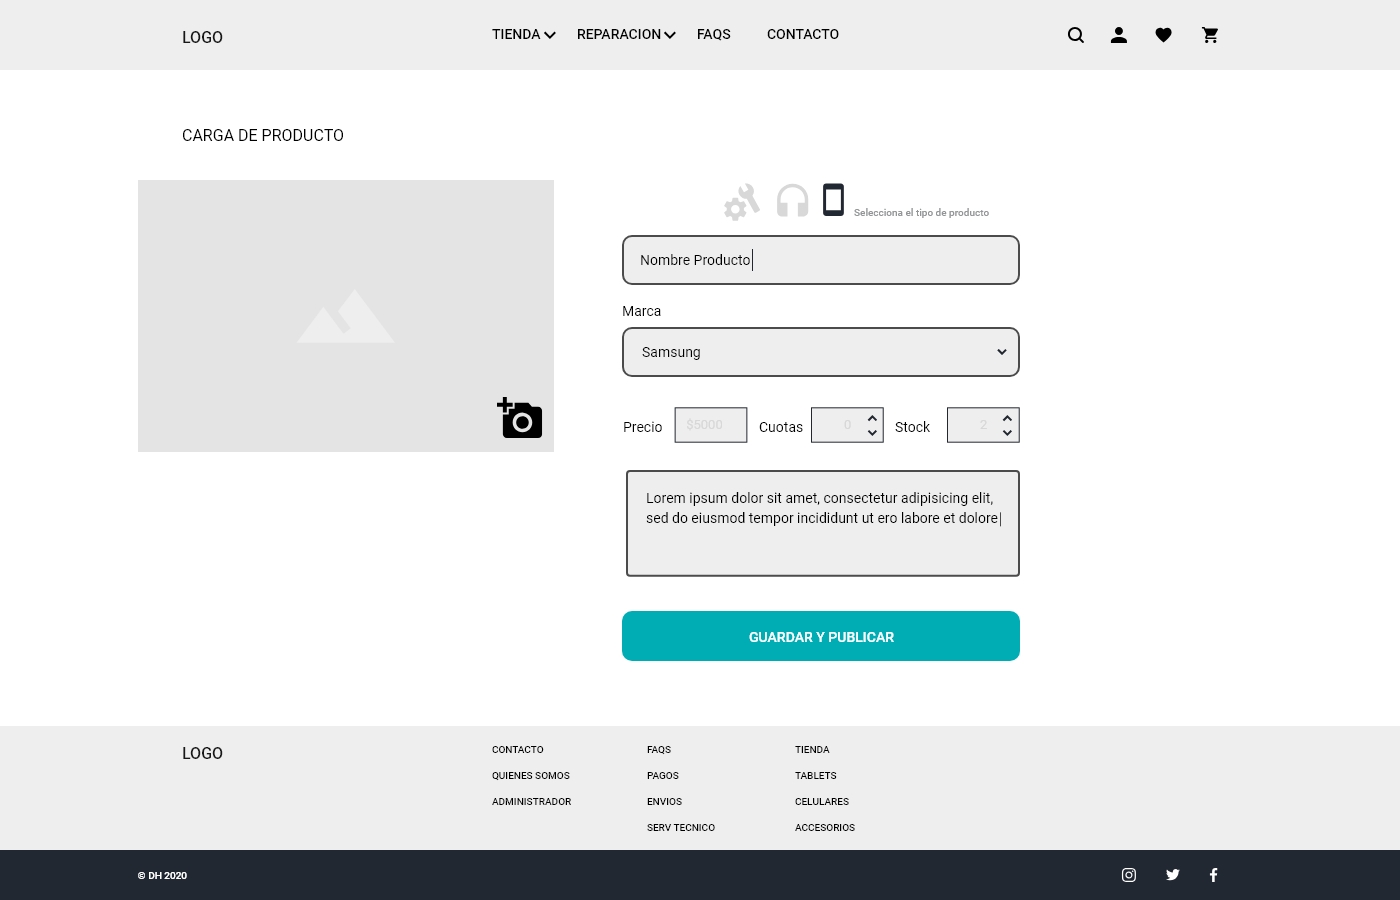 LOGO
TIENDA
REPARACION
FAQS
CONTACTO
CARGA DE PRODUCTO
Selecciona el tipo de producto
Nombre Producto
Marca
Samsung
Precio $5000 Cuotas 0 Stock 2
Lorem ipsum dolor sit amet, consectetur adipisicing elit,
sed do eiusmod tempor incididunt ut ero labore et dolore
GUARDAR Y PUBLICAR
LOGO
CONTACTO
QUIENES SOMOS
ADMINISTRADOR
FAQS
PAGOS
ENVIOS
SERV TECNICO
TIENDA
TABLETS
CELULARES
ACCESORIOS
© DH 2020